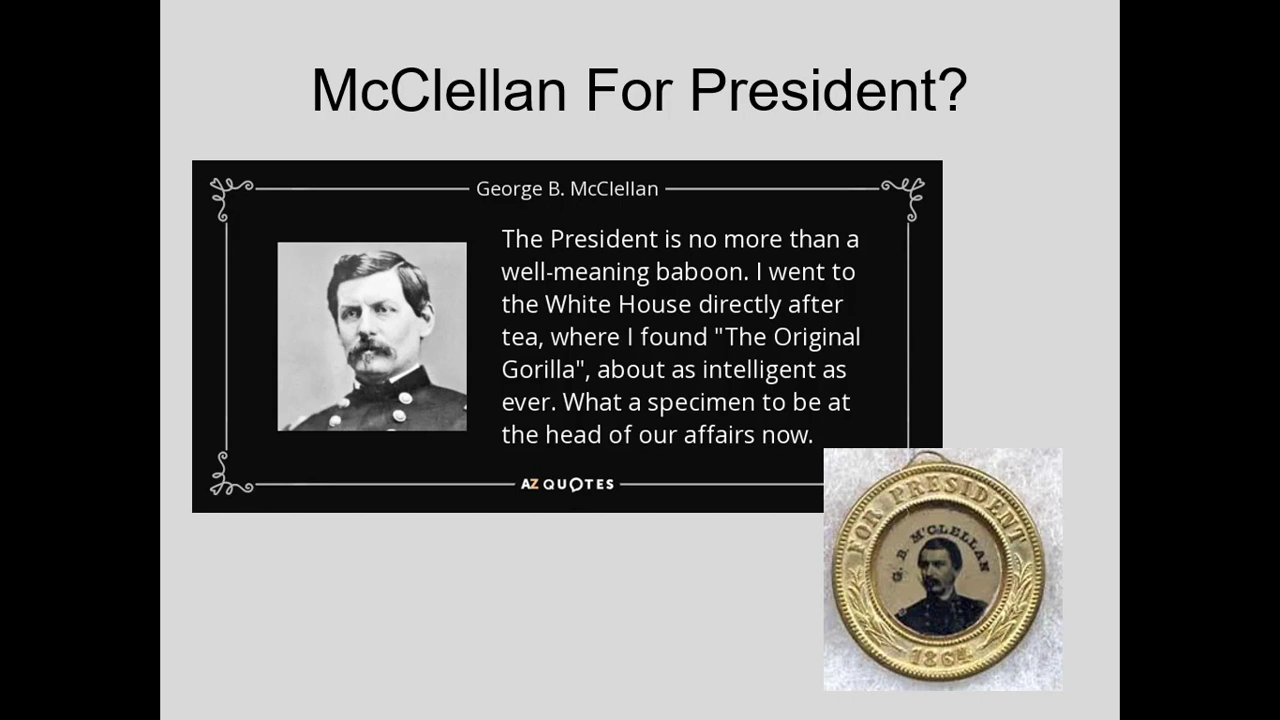 McClellan For President?
George B. McClellan
The President is no more than a
well-meaning baboon. I went to
the White House directly after
tea, where I found "The Original
Gorilla", about as intelligent as
ever. What a specimen to be at
the head of our affairs now.
AZ QUOTES
FOR PRESIDENT
G. B. McCLELLAN
1864